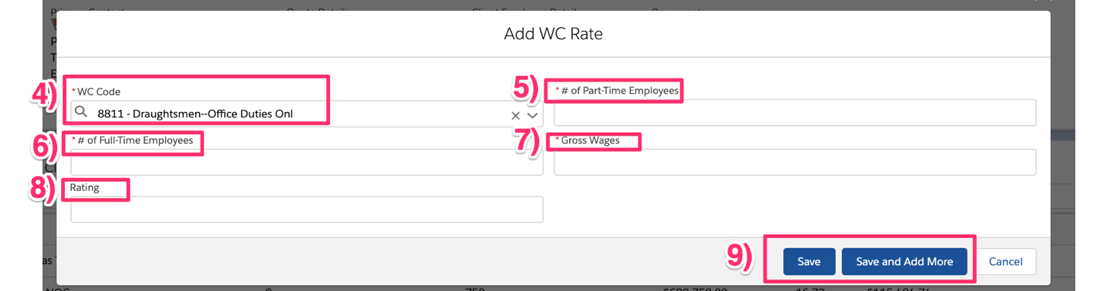 Add WC Rate
4)
* WC Code
8811 - Draughtsmen--Office Duties Onl
5)
* # of Part-Time Employees
6)
* # of Full-Time Employees
7)
* Gross Wages
8)
Rating
9)
Save
Save and Add More
Cancel